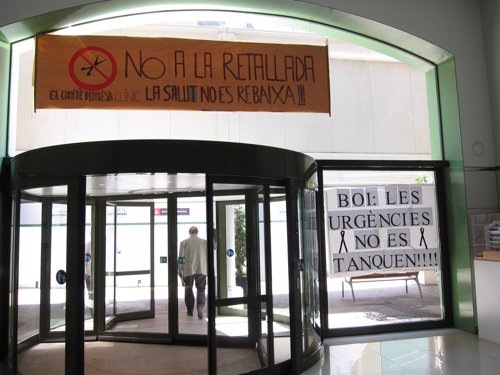 NO A LA RETALLADA
EL COMITÈ D'EMPRESA CLÍNIC LA SALUT NO ES REBAIXA!!!
BOI: LES
URGÈNCIES
NO ES
TANQUEN!!!!